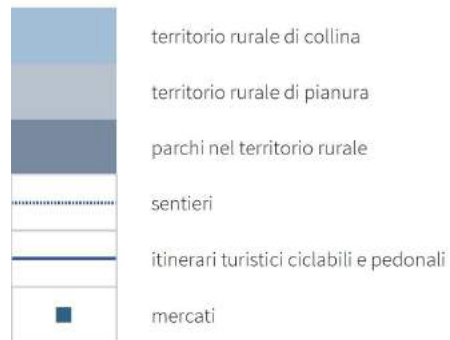 territorio rurale di collina
territorio rurale di pianura
parchi nel territorio rurale
sentieri
itinerari turistici ciclabili e pedonali
mercati